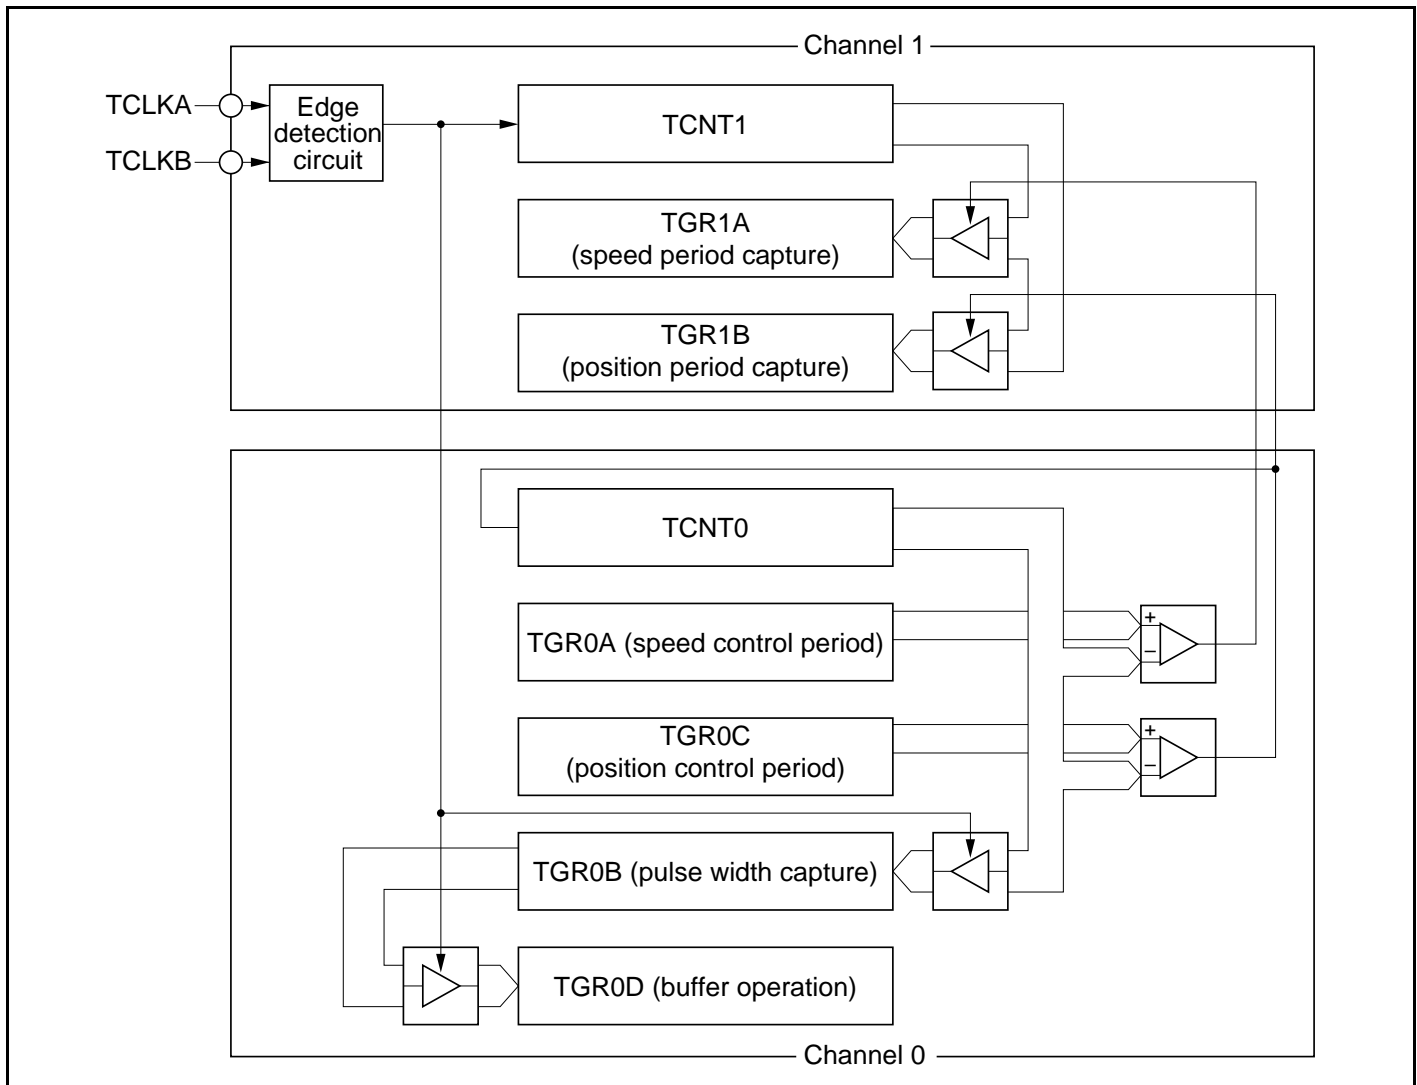 Channel 1
TCLKA
TCLKB
Edge
detection
circuit
TCNT1
TGR1A
(speed period capture)
TGR1B
(position period capture)
TCNT0
TGR0A (speed control period)
+
−
TGR0C
(position control period)
+
−
TGR0B (pulse width capture)
TGR0D (buffer operation)
Channel 0